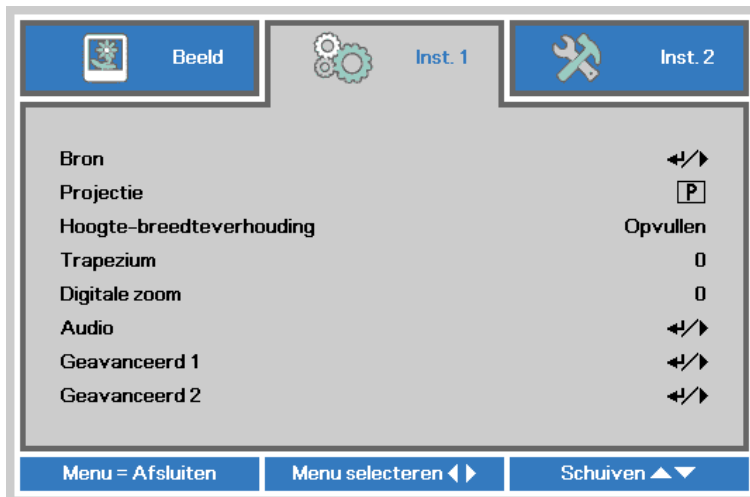 Beeld Inst. 1 Inst. 2
Bron
Projectie P
Hoogte-breedteverhouding Opvullen
Trapezium 0
Digitale zoom 0
Audio
Geavanceerd 1
Geavanceerd 2
Menu = Afsluiten Menu selecteren Schuiven